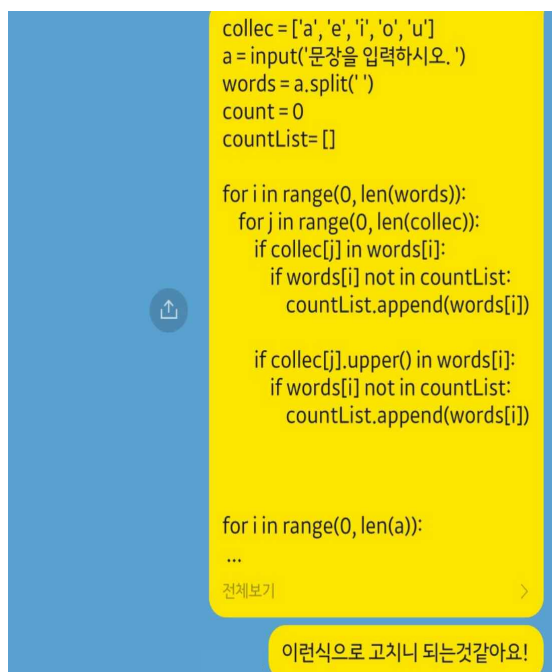 collec = ['a', 'e', 'i', 'o', 'u']
a = input('문장을 입력하시오. ')
words = a.split(' ')
count = 0
countList= []
for i in range(0, len(words)):
for j in range(0, len(collec)):
if collec[j] in words[i]:
if words[i] not in countList:
countList.append(words[i])
if collec[j].upper() in words[i]:
if words[i] not in countList:
countList.append(words[i])
for i in range(0, len(a)):
...
전체보기
이런식으로 고치니 되는것같아요!